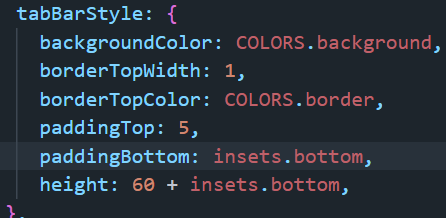 tabBarStyle: {
backgroundColor: COLORS.background,
borderTopWidth: 1,
borderTopColor: COLORS.border,
paddingTop: 5,
paddingBottom: insets.bottom,
height: 60 + insets.bottom,
},